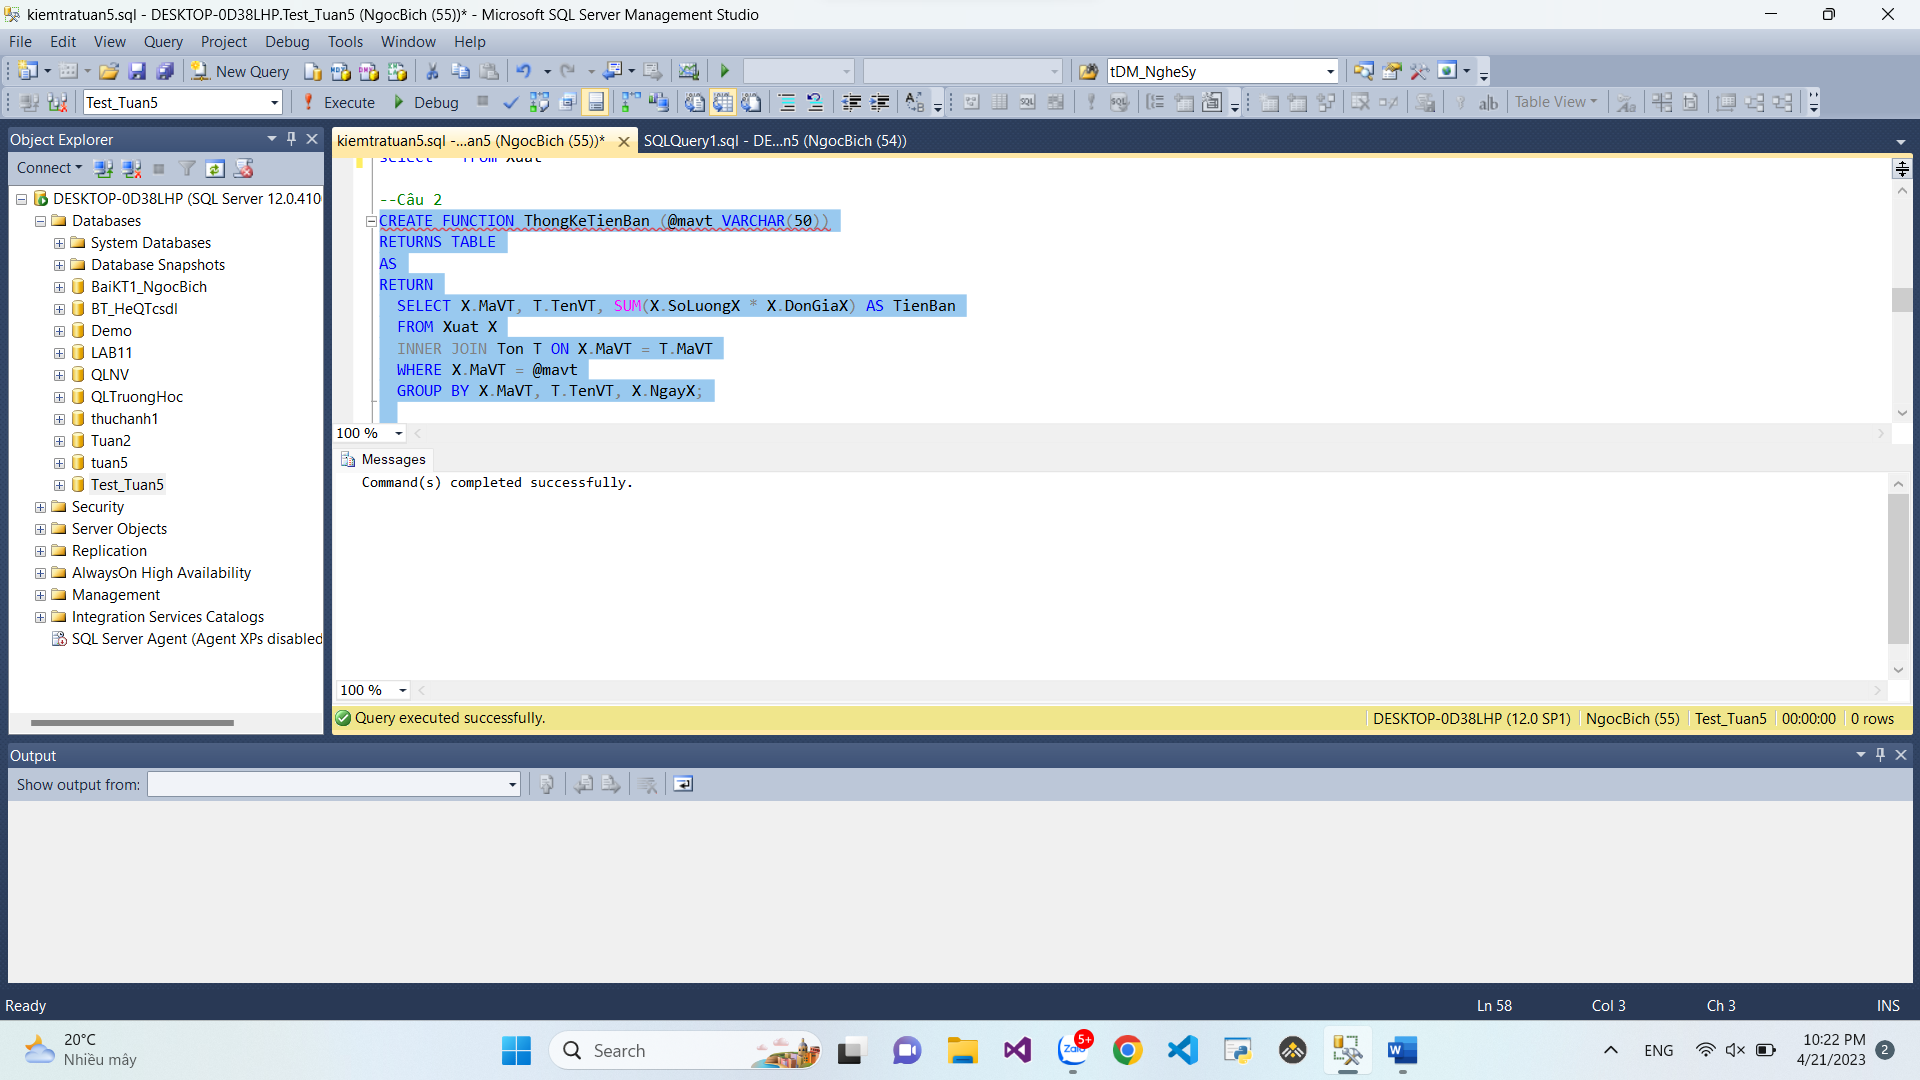 kiemtratuan5.sql - DESKTOP-0D38LHP.Test_Tuan5 (NgocBich (55))* - Microsoft SQL Server Management Studio
File Edit View Query Project Debug Tools Window Help
New Query tDM_NgheSy
Test_Tuan5 Execute Debug Table View
Object Explorer
Connect
DESKTOP-0D38LHP (SQL Server 12.0.410
Databases
System Databases
Database Snapshots
BaiKT1_NgocBich
BT_HeQTcsdl
Demo
LAB11
QLNV
QLTruongHoc
thuchanh1
Tuan2
tuan5
Test_Tuan5
Security
Server Objects
Replication
AlwaysOn High Availability
Management
Integration Services Catalogs
SQL Server Agent (Agent XPs disabled
kiemtratuan5.sql -...an5 (NgocBich (55))* SQLQuery1.sql - DE...n5 (NgocBich (54))
select * from Xuat
--Câu 2
CREATE FUNCTION ThongKeTienBan (@mavt VARCHAR(50))
RETURNS TABLE
AS
RETURN
SELECT X.MaVT, T.TenVT, SUM(X.SoLuongX * X.DonGiaX) AS TienBan
FROM Xuat X
INNER JOIN Ton T ON X.MaVT = T.MaVT
WHERE X.MaVT = @mavt
GROUP BY X.MaVT, T.TenVT, X.NgayX;
100 %
Messages
Command(s) completed successfully.
100 %
Query executed successfully. DESKTOP-0D38LHP (12.0 SP1) NgocBich (55) Test_Tuan5 00:00:00 0 rows
Output
Show output from:
Ready Ln 58 Col 3 Ch 3 INS
20°C
Nhiều mây
Search
5+
Zalo
ENG
10:22 PM
4/21/2023
2